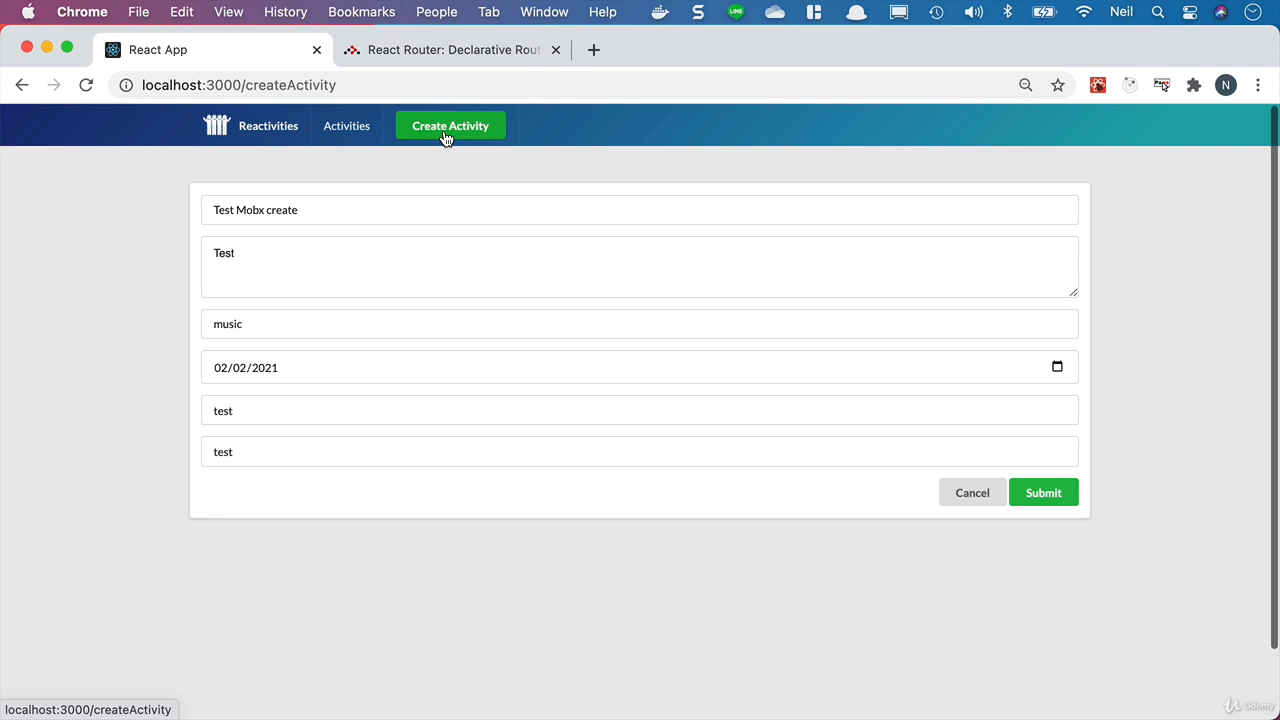 Chrome File Edit View History Bookmarks People Tab Window Help S LINE Neil
React App React Router: Declarative Rout
localhost:3000/createActivity N
Reactivities Activities Create Activity
Test Mobx create
Test
music
02/02/2021
test
test
Cancel Submit
localhost:3000/createActivity
Udemy